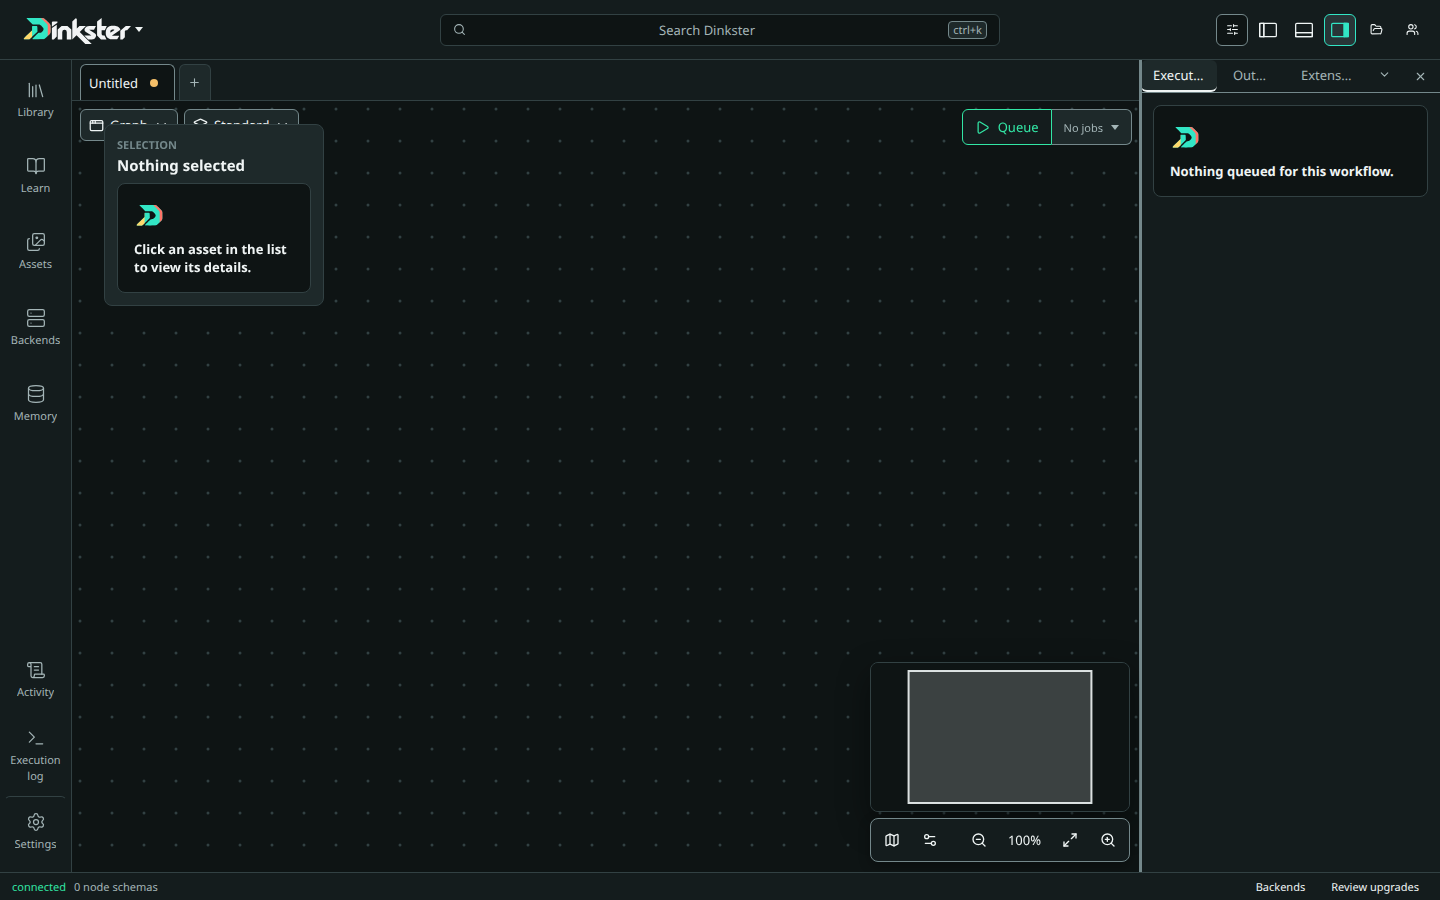 Dinkster
Search Dinkster
ctrl+k
Library
Learn
Assets
Backends
Memory
Activity
Execution
log
Settings
Untitled
+
SELECTION
Nothing selected
Click an asset in the list
to view its details.
Queue
No jobs
Execut...
Out...
Extens...
Nothing queued for this workflow.
100%
connected
0 node schemas
Backends
Review upgrades